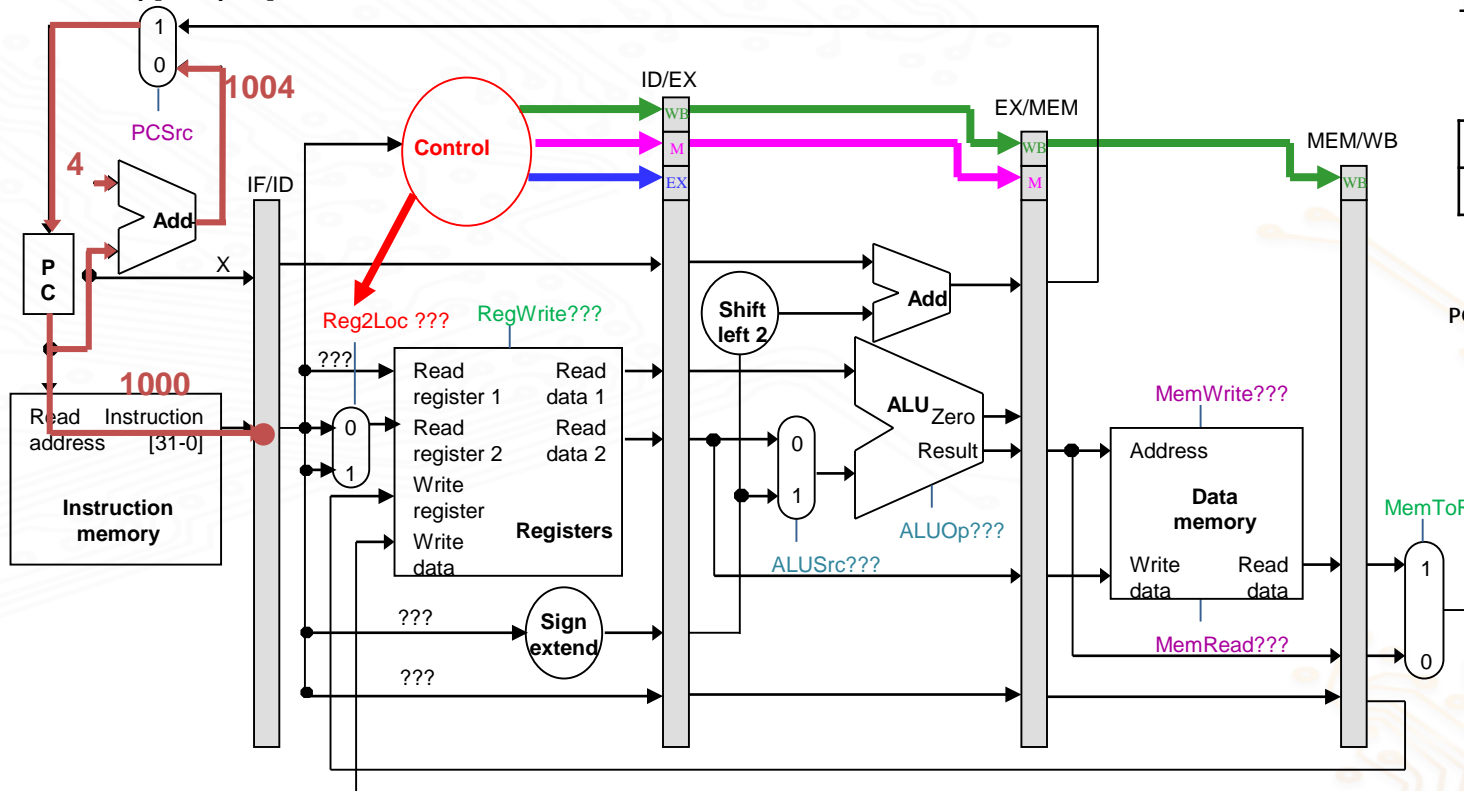 1
0
1004
PCSrc
4
Add
P
C
X
IF/ID
Control
ID/EX
WB
M
EX
EX/MEM
WB
M
MEM/WB
WB
Reg2Loc ???
RegWrite???
Shift
left 2
Add
???
1000
Read
address
Instruction
[31-0]
Instruction
memory
0
1
Read
register 1
Read
data 1
Read
register 2
Read
data 2
Write
register
Write
data
Registers
0
1
ALUSrc???
ALU
Zero
Result
ALUOp???
MemWrite???
Address
Data
memory
Write
data
Read
data
MemRead???
1
0
???
Sign
extend
???